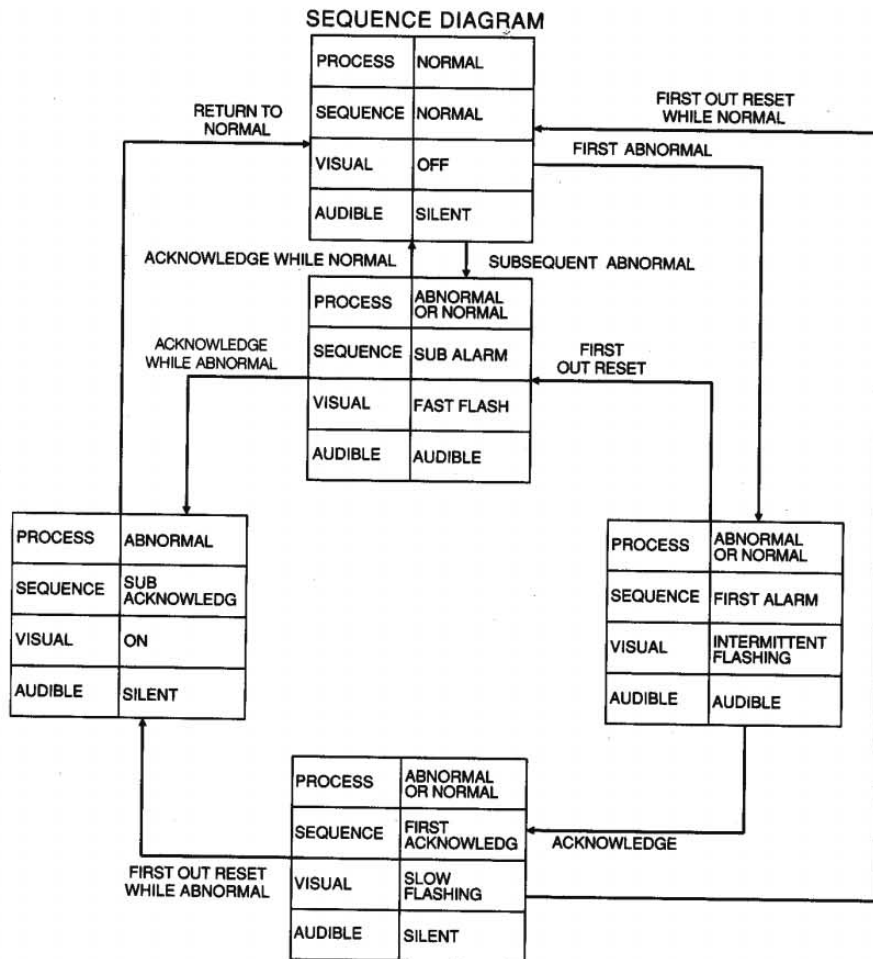 SEQUENCE DIAGRAM
PROCESS NORMAL
SEQUENCE NORMAL
VISUAL OFF
AUDIBLE SILENT
RETURN TO
NORMAL
FIRST OUT RESET
WHILE NORMAL
FIRST ABNORMAL
ACKNOWLEDGE WHILE NORMAL
SUBSEQUENT ABNORMAL
PROCESS ABNORMAL
OR NORMAL
SEQUENCE SUB ALARM
VISUAL FAST FLASH
AUDIBLE AUDIBLE
ACKNOWLEDGE
WHILE ABNORMAL
FIRST
OUT RESET
PROCESS ABNORMAL
SEQUENCE SUB
ACKNOWLEDG
VISUAL ON
AUDIBLE SILENT
PROCESS ABNORMAL
OR NORMAL
SEQUENCE FIRST ALARM
VISUAL INTERMITTENT
FLASHING
AUDIBLE AUDIBLE
PROCESS ABNORMAL
OR NORMAL
SEQUENCE FIRST
ACKNOWLEDG
VISUAL SLOW
FLASHING
AUDIBLE SILENT
ACKNOWLEDGE
FIRST OUT RESET
WHILE ABNORMAL